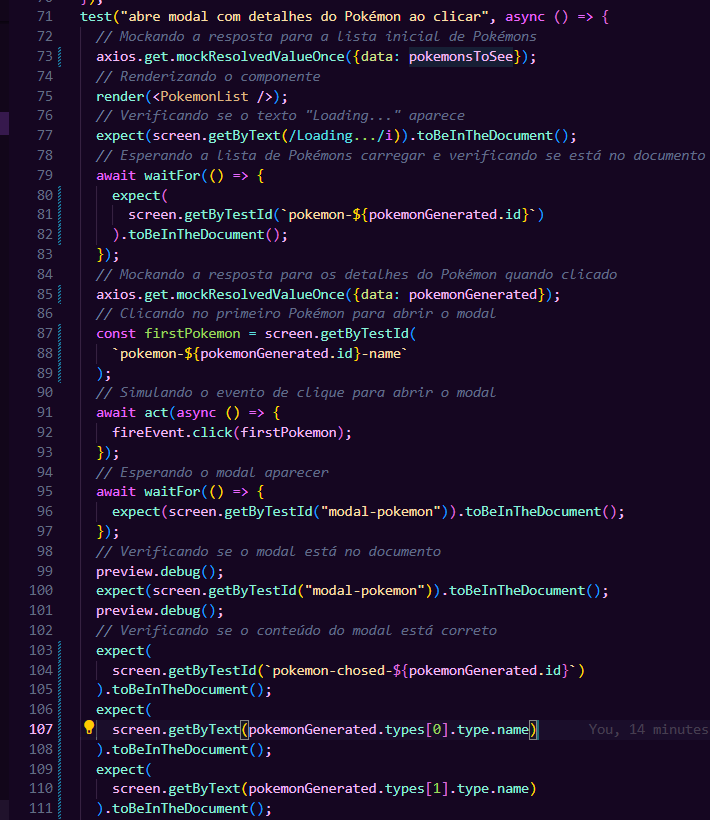 71 test("abre modal com detalhes do Pokémon ao clicar", async () => {
72 // Mockando a resposta para a lista inicial de Pokémons
73 axios.get.mockResolvedValueOnce({data: pokemonsToSee});
74 // Renderizando o componente
75 render(<PokemonList />);
76 // Verificando se o texto "Loading..." aparece
77 expect(screen.getByText(/Loading.../i)).toBeInTheDocument();
78 // Esperando a lista de Pokémons carregar e verificando se está no documento
79 await waitFor(() => {
80 expect(
81 screen.getByTestId(`pokemon-${pokemonGenerated.id}`)
82 ).toBeInTheDocument();
83 });
84 // Mockando a resposta para os detalhes do Pokémon quando clicado
85 axios.get.mockResolvedValueOnce({data: pokemonGenerated});
86 // Clicando no primeiro Pokémon para abrir o modal
87 const firstPokemon = screen.getByTestId(
88 `pokemon-${pokemonGenerated.id}-name`
89 );
90 // Simulando o evento de clique para abrir o modal
91 await act(async () => {
92 fireEvent.click(firstPokemon);
93 });
94 // Esperando o modal aparecer
95 await waitFor(() => {
96 expect(screen.getByTestId("modal-pokemon")).toBeInTheDocument();
97 });
98 // Verificando se o modal está no documento
99 preview.debug();
100 expect(screen.getByTestId("modal-pokemon")).toBeInTheDocument();
101 preview.debug();
102 // Verificando se o conteúdo do modal está correto
103 expect(
104 screen.getByTestId(`pokemon-chosed-${pokemonGenerated.id}`)
105 ).toBeInTheDocument();
106 expect(
107 screen.getByText(pokemonGenerated.types[0].type.name) You, 14 minutes
108 ).toBeInTheDocument();
109 expect(
110 screen.getByText(pokemonGenerated.types[1].type.name)
111 ).toBeInTheDocument();